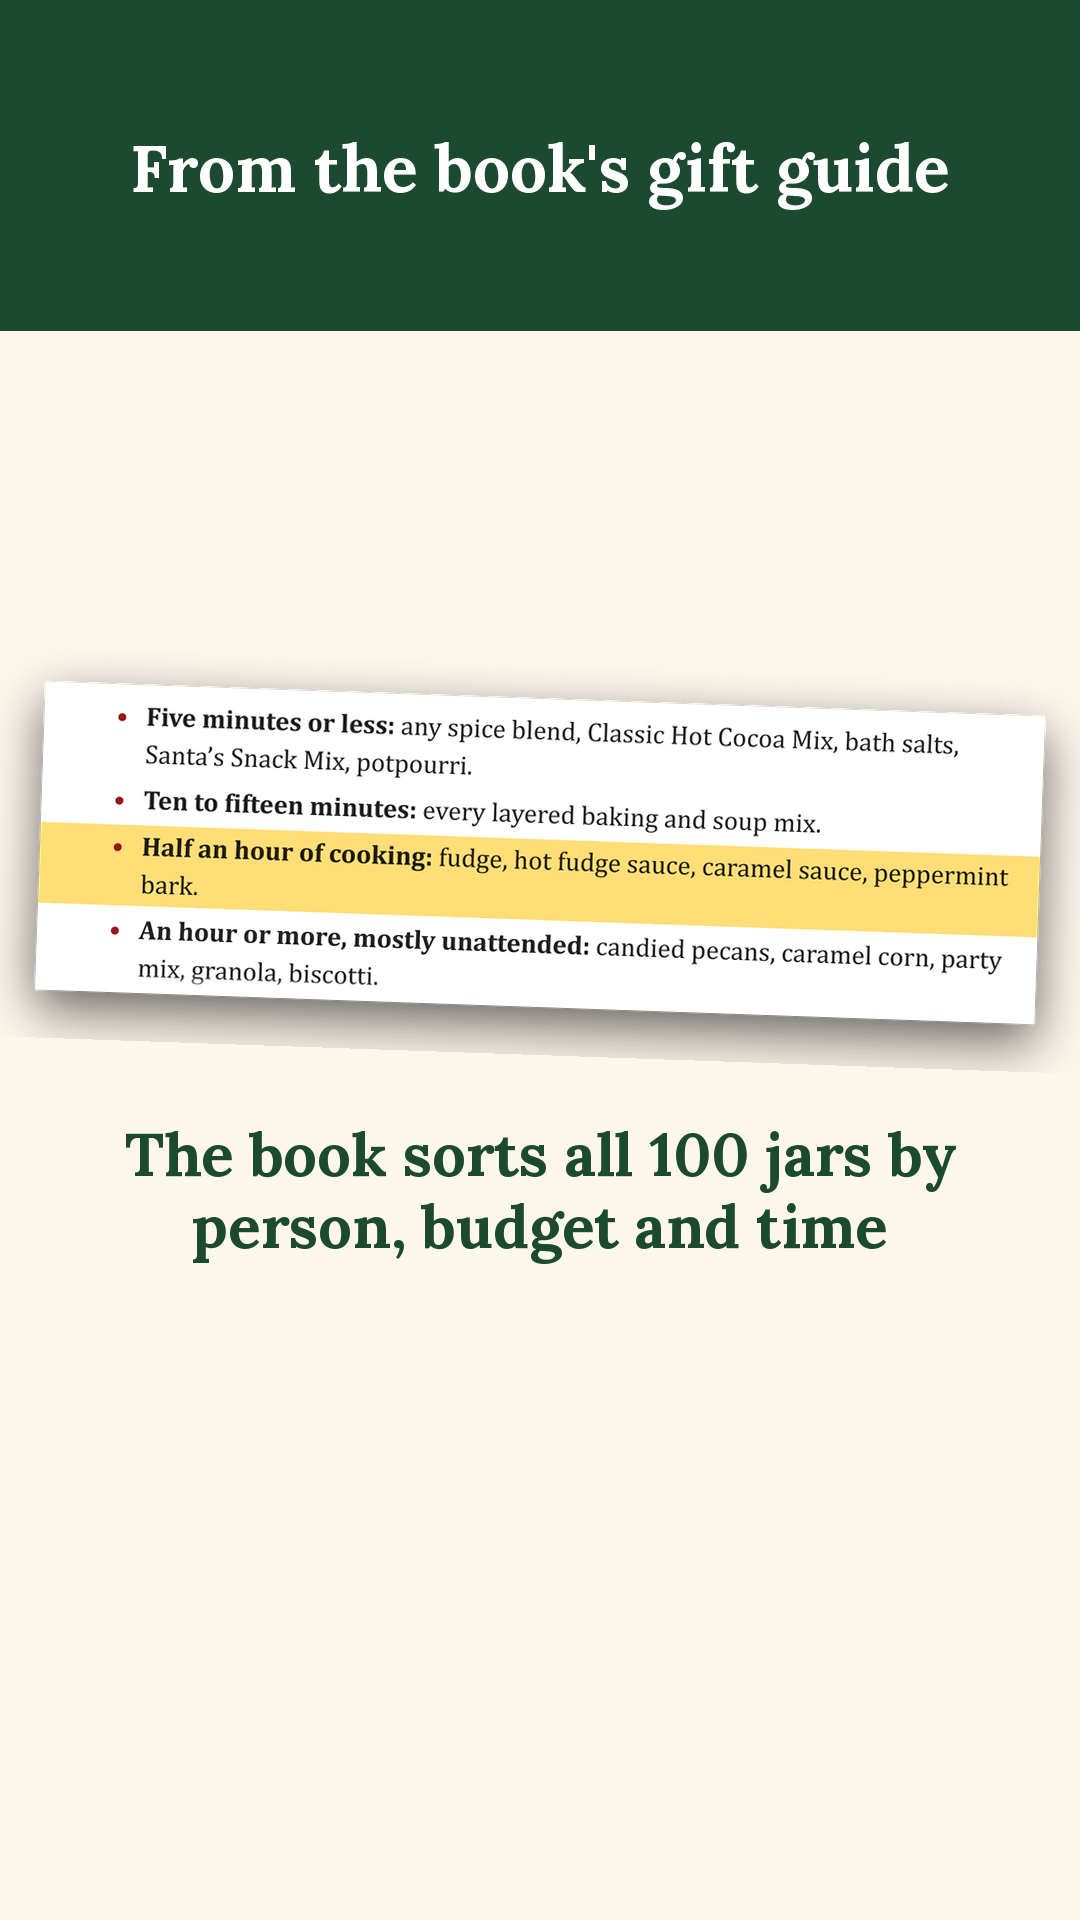 From the book's gift guide
• Five minutes or less: any spice blend, Classic Hot Cocoa Mix, bath salts,
Santa’s Snack Mix, potpourri.
• Ten to fifteen minutes: every layered baking and soup mix.
• Half an hour of cooking: fudge, hot fudge sauce, caramel sauce, peppermint
bark.
• An hour or more, mostly unattended: candied pecans, caramel corn, party
mix, granola, biscotti.
The book sorts all 100 jars by
person, budget and time